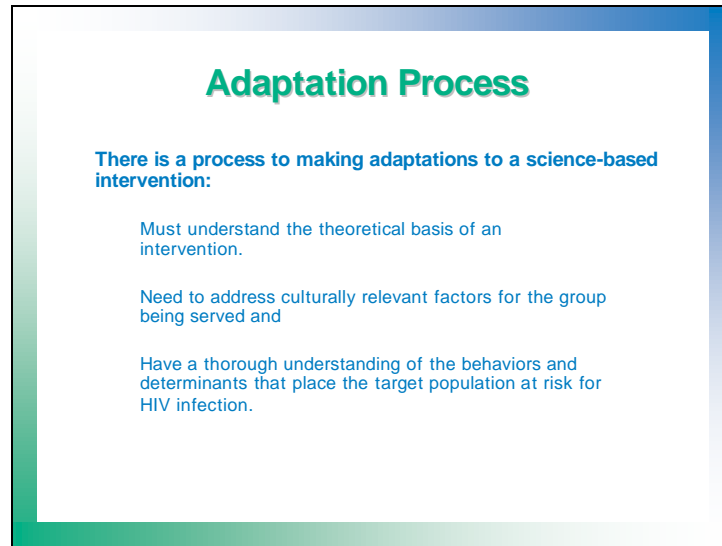 Adaptation Process
There is a process to making adaptations to a science-based
intervention:
Must understand the theoretical basis of an
intervention.
Need to address culturally relevant factors for the group
being served and
Have a thorough understanding of the behaviors and
determinants that place the target population at risk for
HIV infection.